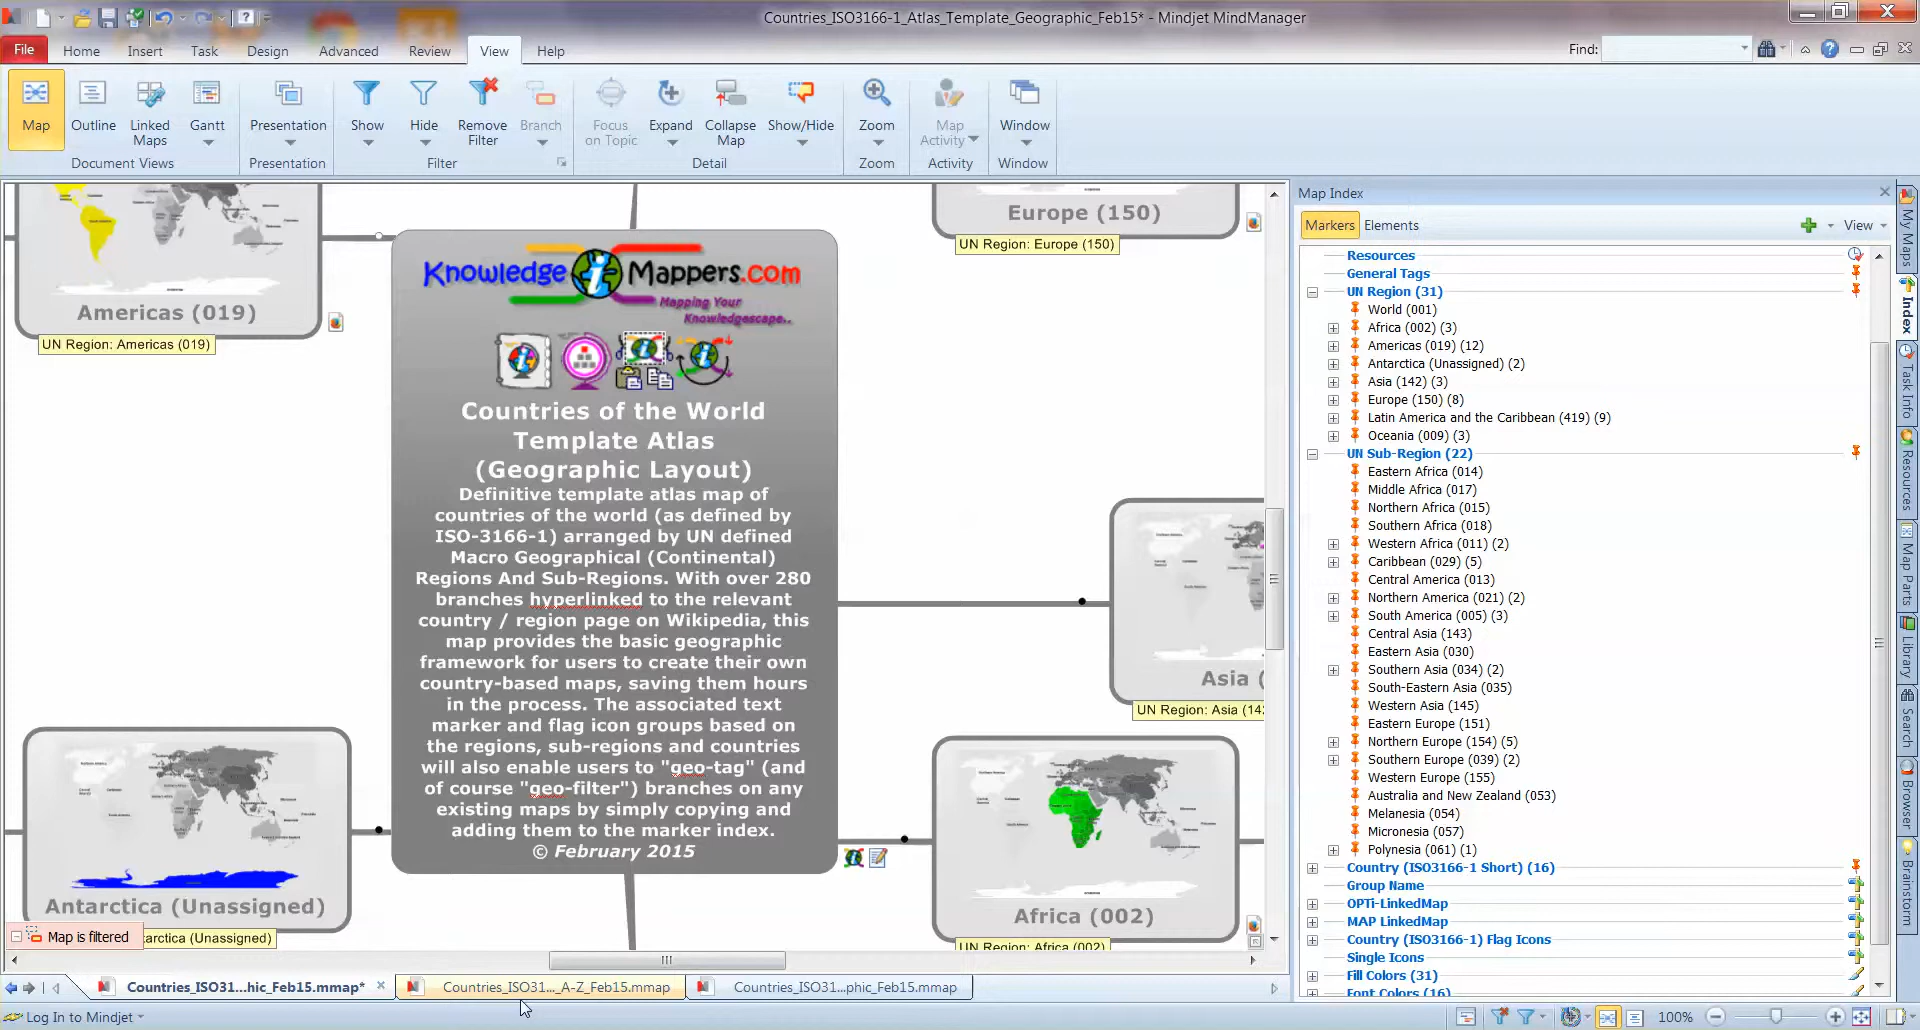 Countries_ISO3166-1_Atlas_Template_Geographic_Feb15* - Mindjet MindManager
File Home Insert Task Design Advanced Review View Help
Find:
Map Outline Linked Maps Gantt Presentation Show Hide Remove Filter Branch Focus on Topic Expand Collapse Map Show/Hide Zoom Map Activity Window
Document Views Presentation Filter Detail Zoom Activity Window
Americas (019)
UN Region: Americas (019)
Europe (150)
UN Region: Europe (150)
KnowledgeMappers.com
Mapping Your
Knowledgescape..
Countries of the World
Template Atlas
(Geographic Layout)
Definitive template atlas map of
countries of the world (as defined by
ISO-3166-1) arranged by UN defined
Macro Geographical (Continental)
Regions And Sub-Regions. With over 280
branches hyperlinked to the relevant
country / region page on Wikipedia, this
map provides the basic geographic
framework for users to create their own
country-based maps, saving them hours
in the process. The associated text
marker and flag icon groups based on
the regions, sub-regions and countries
will also enable users to "geo-tag" (and
of course "geo-filter") branches on any
existing maps by simply copying and
adding them to the marker index.
© February 2015
Asia (
UN Region: Asia (142
Antarctica (Unassigned)
Map is filtered
tarctica (Unassigned)
Africa (002)
UN Region: Africa (002)
Map Index
Markers Elements View
Resources
General Tags
UN Region (31)
World (001)
Africa (002) (3)
Americas (019) (12)
Antarctica (Unassigned) (2)
Asia (142) (3)
Europe (150) (8)
Latin America and the Caribbean (419) (9)
Oceania (009) (3)
UN Sub-Region (22)
Eastern Africa (014)
Middle Africa (017)
Northern Africa (015)
Southern Africa (018)
Western Africa (011) (2)
Caribbean (029) (5)
Central America (013)
Northern America (021) (2)
South America (005) (3)
Central Asia (143)
Eastern Asia (030)
Southern Asia (034) (2)
South-Eastern Asia (035)
Western Asia (145)
Eastern Europe (151)
Northern Europe (154) (5)
Southern Europe (039) (2)
Western Europe (155)
Australia and New Zealand (053)
Melanesia (054)
Micronesia (057)
Polynesia (061) (1)
Country (ISO3166-1 Short) (16)
Group Name
OPTi-LinkedMap
MAP LinkedMap
Country (ISO3166-1) Flag Icons
Single Icons
Fill Colors (31)
Font Colors (16)
My Maps
Index
Task Info
Resources
Map Parts
Library
Search
Browser
Brainstorm
Countries_ISO31...hic_Feb15.mmap* Countries_ISO31..._A-Z_Feb15.mmap Countries_ISO31...phic_Feb15.mmap
Log In to Mindjet
100%